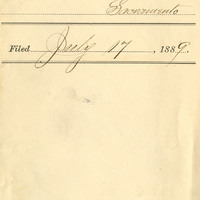 Sacramento
Filed July 17, 1889.